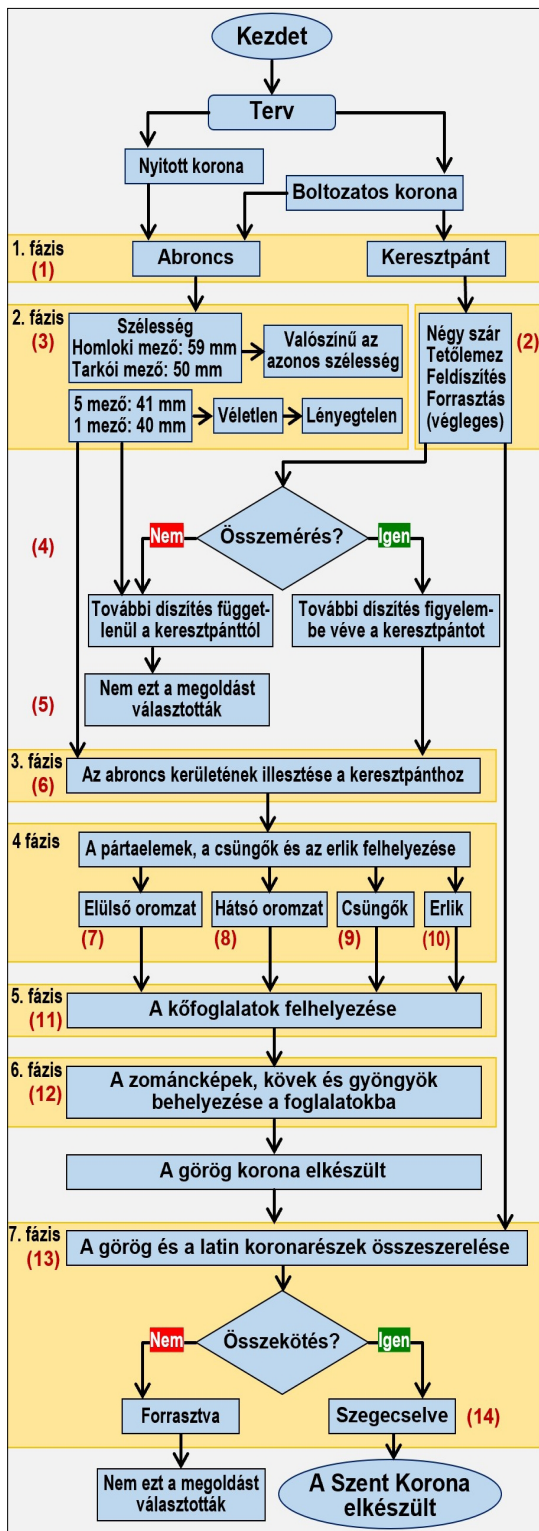 Kezdet
Terv
Nyitott korona
Boltozatos korona
1. fázis
(1)
Abroncs
Keresztpánt
2. fázis
(3)
Szélesség
Homloki mező: 59 mm
Tarkói mező: 50 mm
Valószínű az
azonos szélesség
5 mező: 41 mm
1 mező: 40 mm
Véletlen
Lényegtelen
Négy szár
Tetőlemez
Feldíszítés
Forrasztás
(végleges)
(2)
(4)
Nem
Összemérés?
Igen
További díszítés függet-
lenül a keresztpánttól
További díszítés figyelem-
be véve a keresztpántot
(5)
Nem ezt a megoldást
választották
3. fázis
(6)
Az abroncs kerületének illesztése a keresztpánthoz
4 fázis
A pártaelemek, a csüngők és az erlik felhelyezése
Elülső oromzat
Hátsó oromzat
Csüngők
Erlik
(7)
(8)
(9)
(10)
5. fázis
(11)
A kőfoglalatok felhelyezése
6. fázis
(12)
A zománcképek, kövek és gyöngyök
behelyezése a foglalatokba
A görög korona elkészült
7. fázis
(13)
A görög és a latin koronarészek összeszerelése
Nem
Összekötés?
Igen
Forrasztva
Szegecselve
(14)
Nem ezt a megoldást
választották
A Szent Korona
elkészült